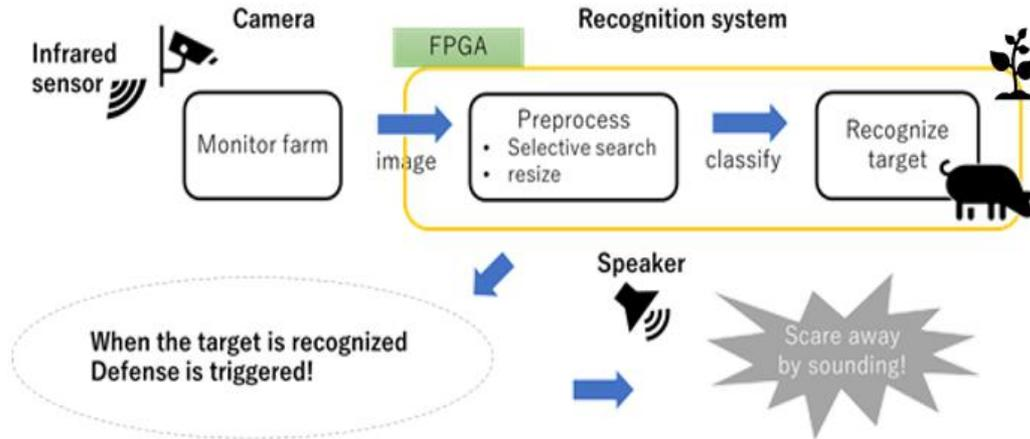 Camera
Recognition system
Infrared
sensor
FPGA
Monitor farm
image
Preprocess
• Selective search
• resize
classify
Recognize
target
Speaker
When the target is recognized
Defense is triggered!
Scare away
by sounding!